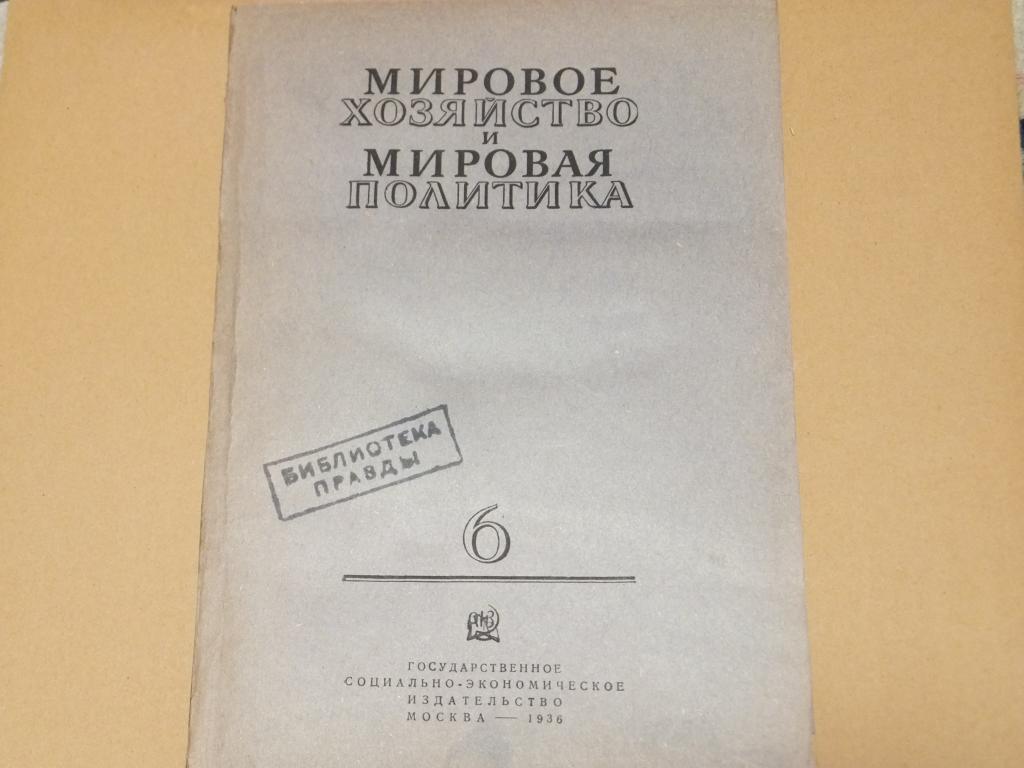 МИРОВОЕ
ХОЗЯЙСТВО
И
МИРОВАЯ
ПОЛИТИКА
БИБЛИОТЕКА
ПРАВДЫ
6
ГОСУДАРСТВЕННОЕ
СОЦИАЛЬНО-ЭКОНОМИЧЕСКОЕ
ИЗДАТЕЛЬСТВО
МОСКВА — 1936